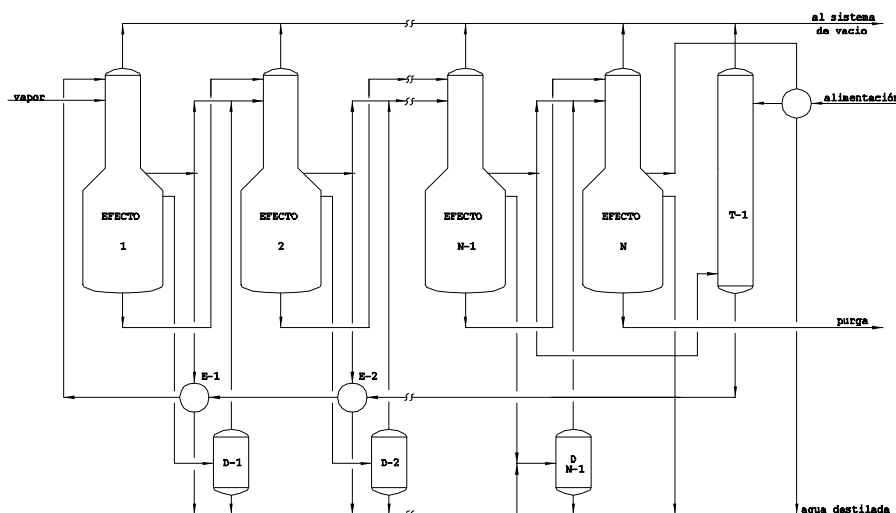 al sistema
de vacio
vapor
alimentación
EFECTO
1
EFECTO
2
EFECTO
N-1
EFECTO
N
T-1
purga
E-1
E-2
D-1
D-2
D
N-1
agua destilada